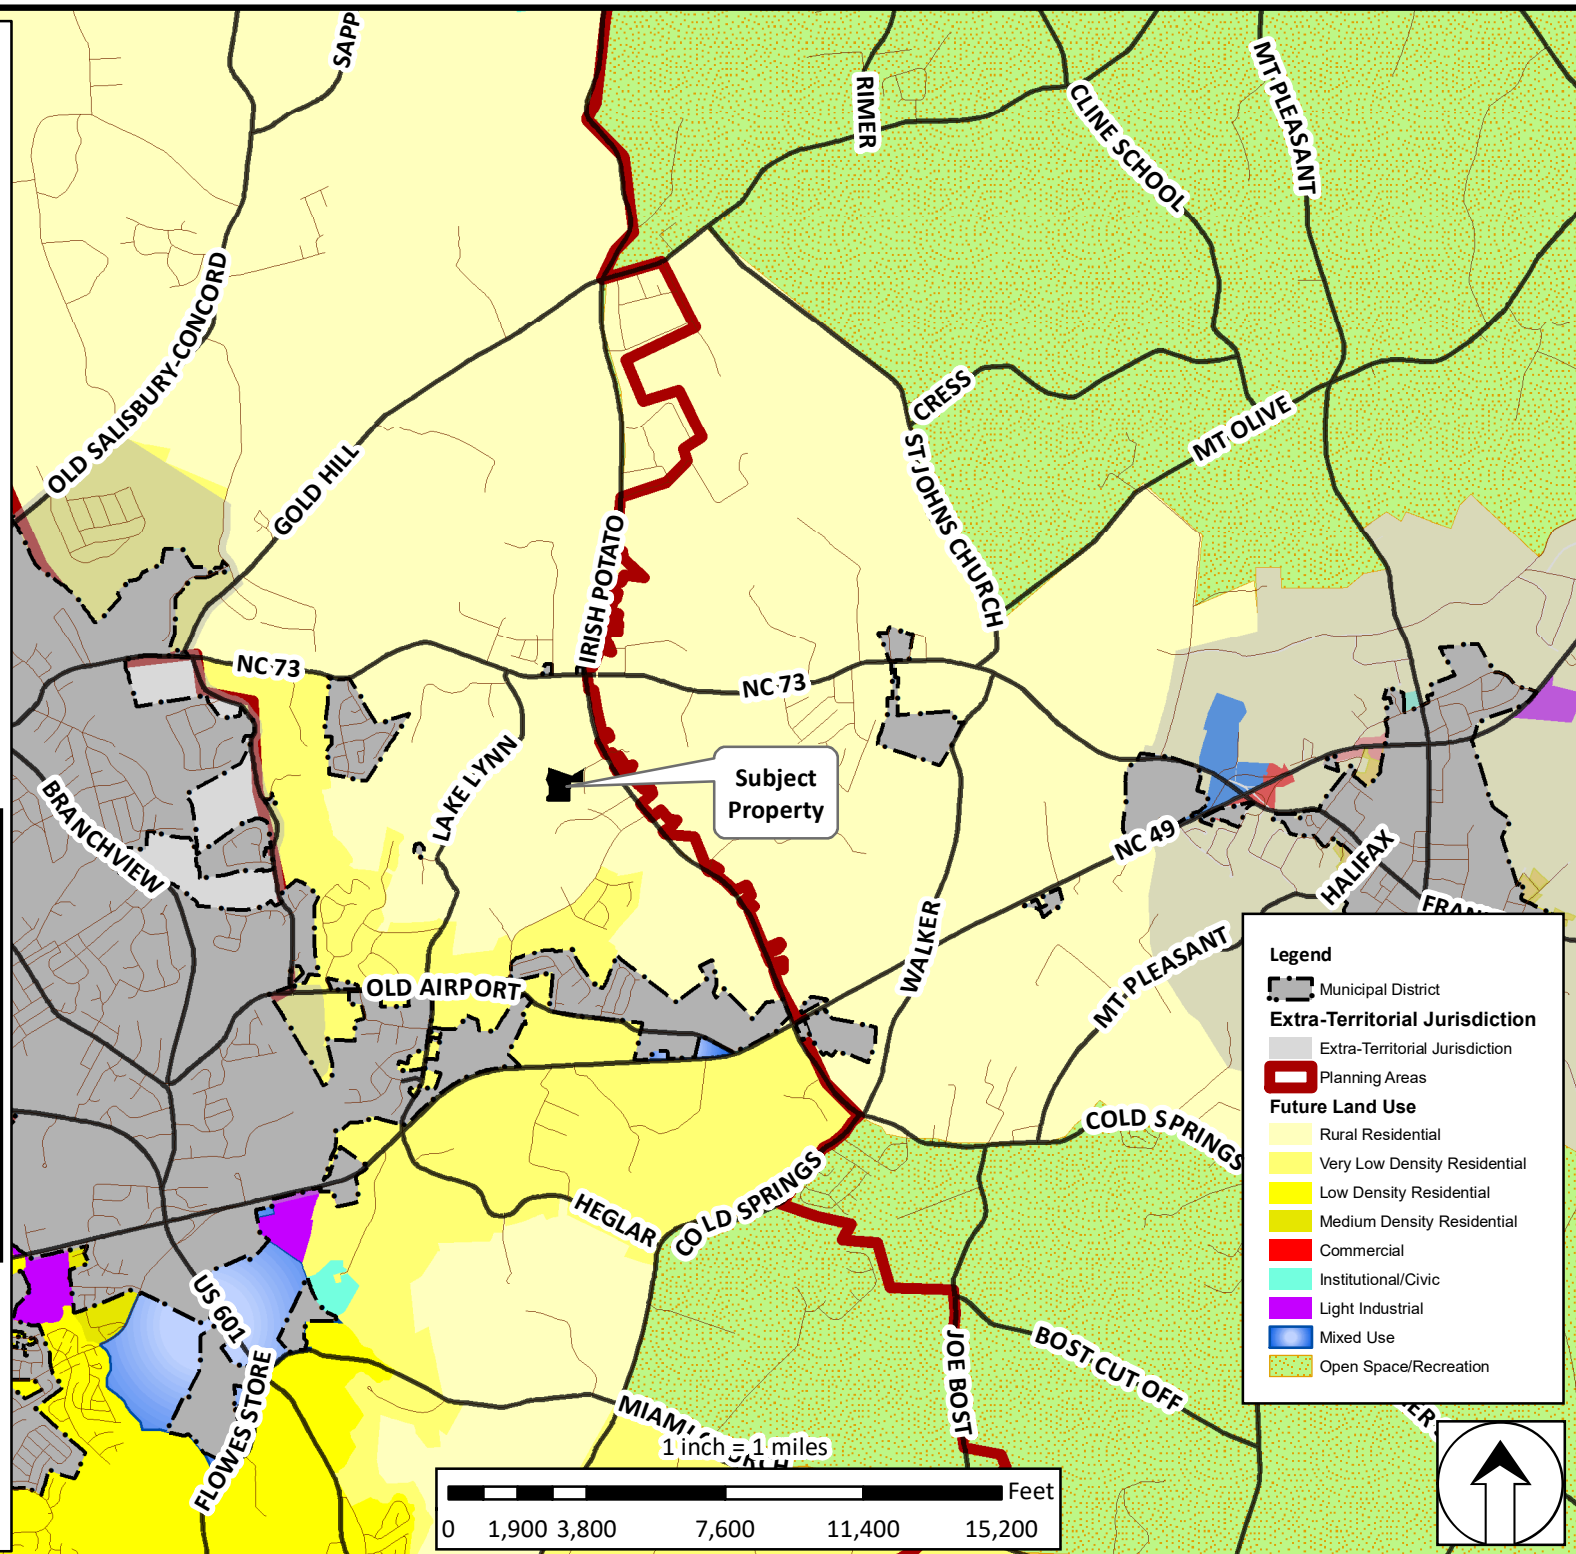 SAPP
RIMER
CLINE SCHOOL
MT PLEASANT
OLD SALISBURY-CONCORD
GOLD HILL
CRESS
MT OLIVE
ST JOHNS CHURCH
IRISH POTATO
NC 73
NC 73
LAKE LYNN
Subject
Property
BRANCHVIEW
NC 49
HALIFAX
WALKER
MT PLEASANT
OLD AIRPORT
COLD SPRINGS
HEGLAR
COLD SPRINGS
US 601
FLOWES STORE
JOE BOST
BOST CUT OFF
Legend
Municipal District
Extra-Territorial Jurisdiction
Extra-Territorial Jurisdiction
Planning Areas
Future Land Use
Rural Residential
Very Low Density Residential
Low Density Residential
Medium Density Residential
Commercial
Institutional/Civic
Light Industrial
Mixed Use
Open Space/Recreation
1 inch = 1 miles
Feet
0 1,900 3,800 7,600 11,400 15,200